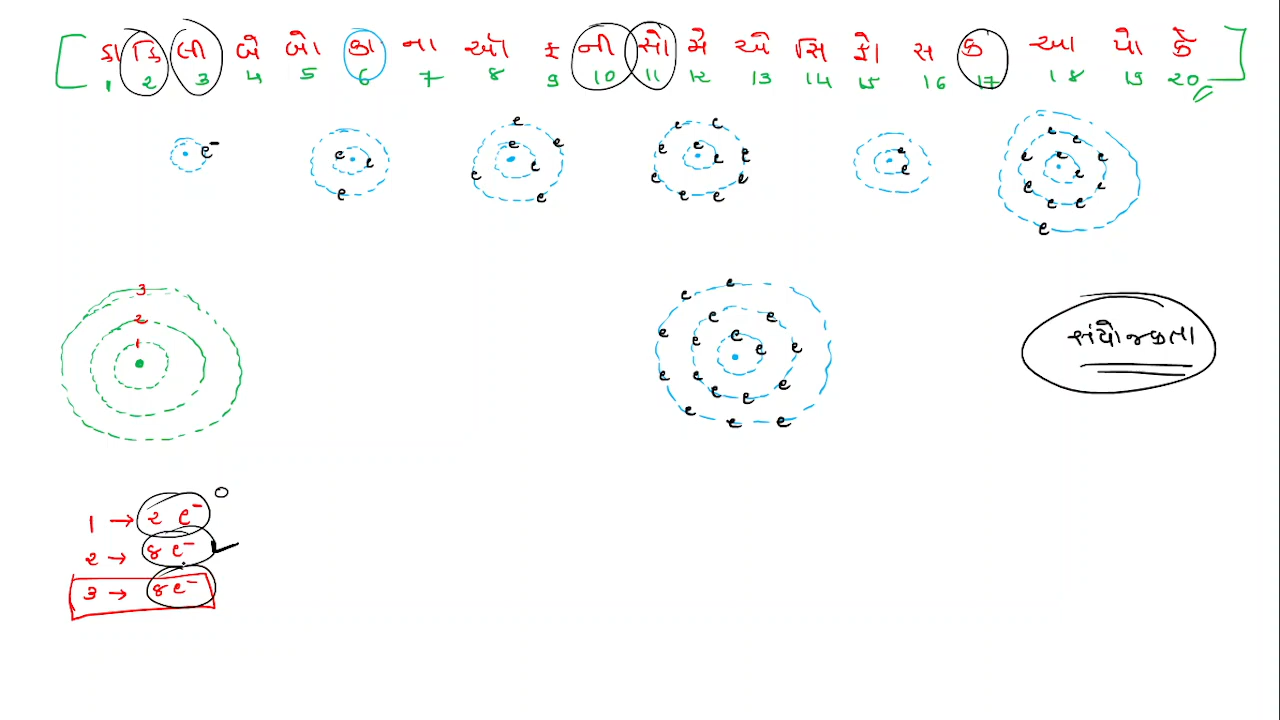 [ હા હિ લી બે બો કા ના ઑ ફ ની સો મે એ સિ ફો સ ક આ પો કે ]
1 2 3 4 5 6 7 8 9 10 11 12 13 14 15 16 17 18 19 20
e⁻ e e e e e e e e e e e e e e e e e e e e e e e e e e e e e e e e e e e e
3
2
1
e e e e e e e e e e e e e e e e e
સંયોજકતા
1 → 2 e⁻
2 → 8 e⁻
3 → 8 e⁻